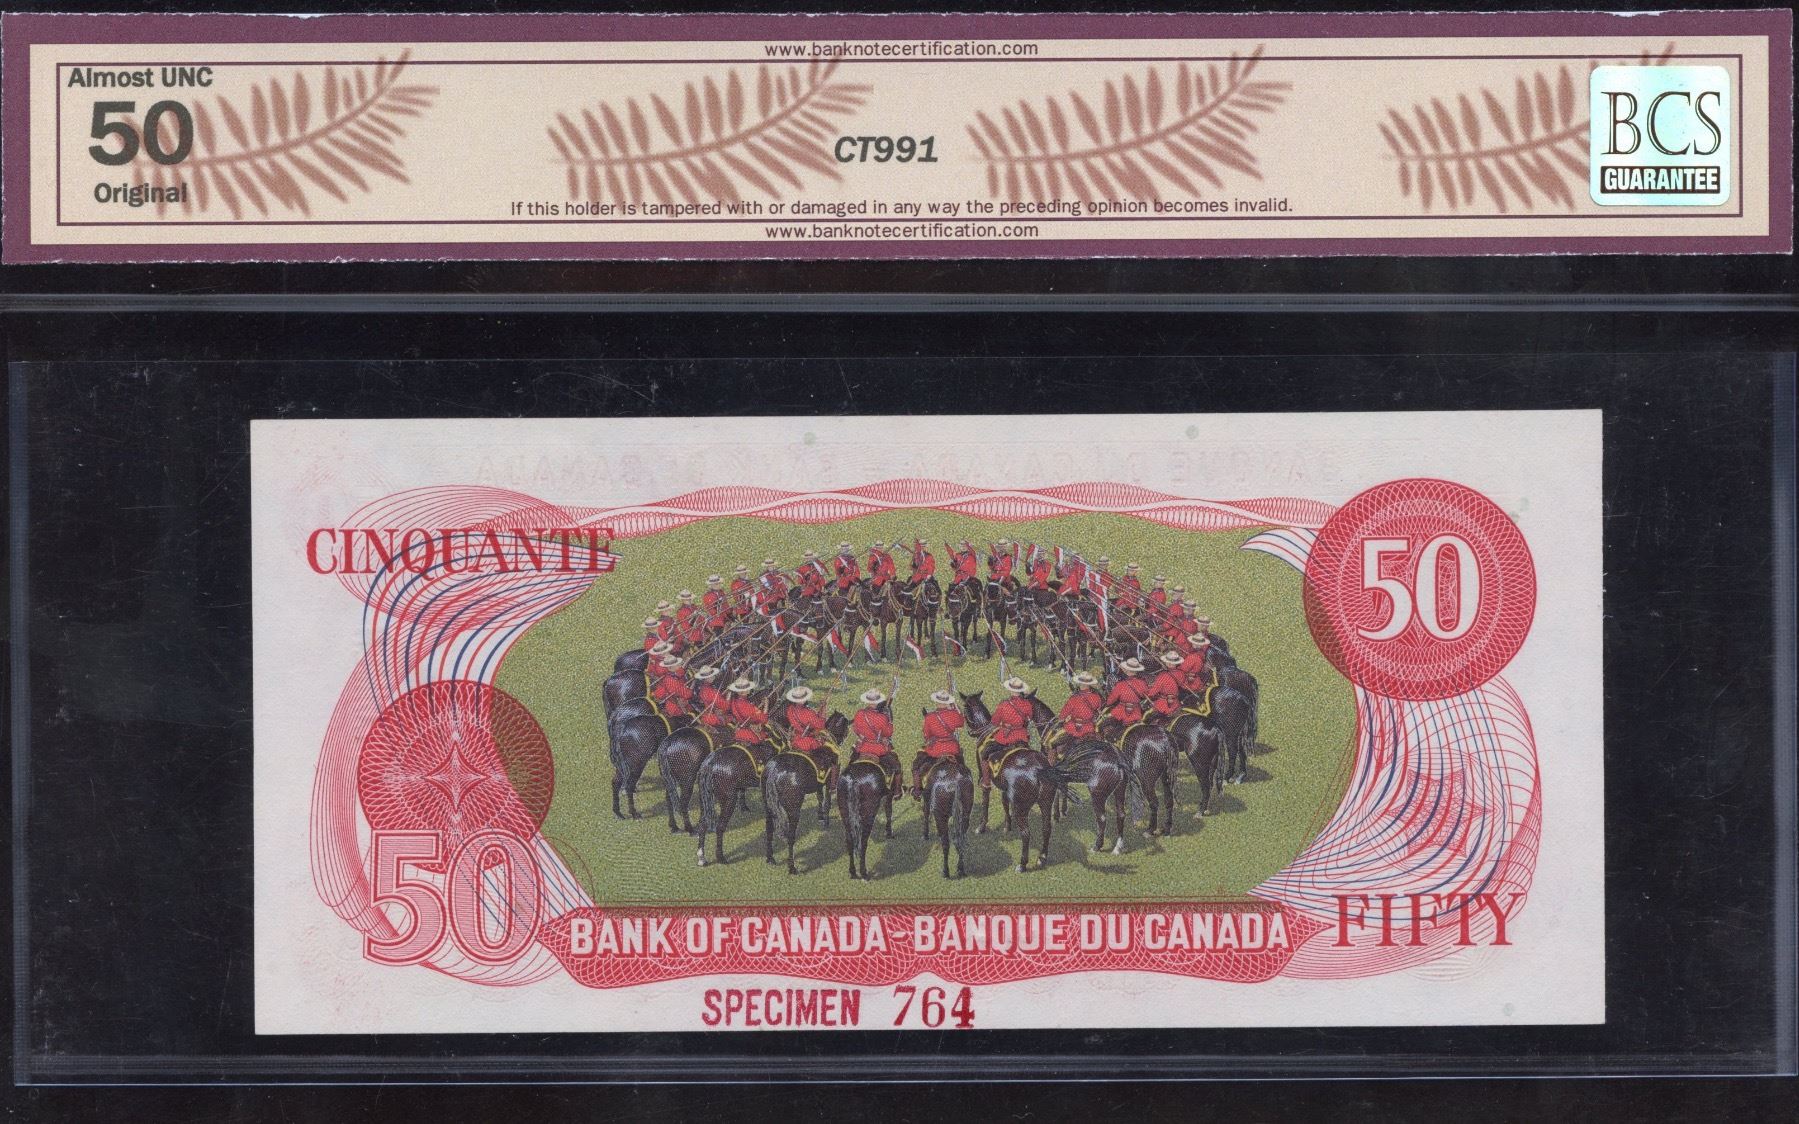 www.banknotecertification.com
Almost UNC
50
Original
CT991
BCS
GUARANTEE
If this holder is tampered with or damaged in any way the preceding opinion becomes invalid.
www.banknotecertification.com
CINQUANTE
50
50
BANK OF CANADA - BANQUE DU CANADA
FIFTY
SPECIMEN 764